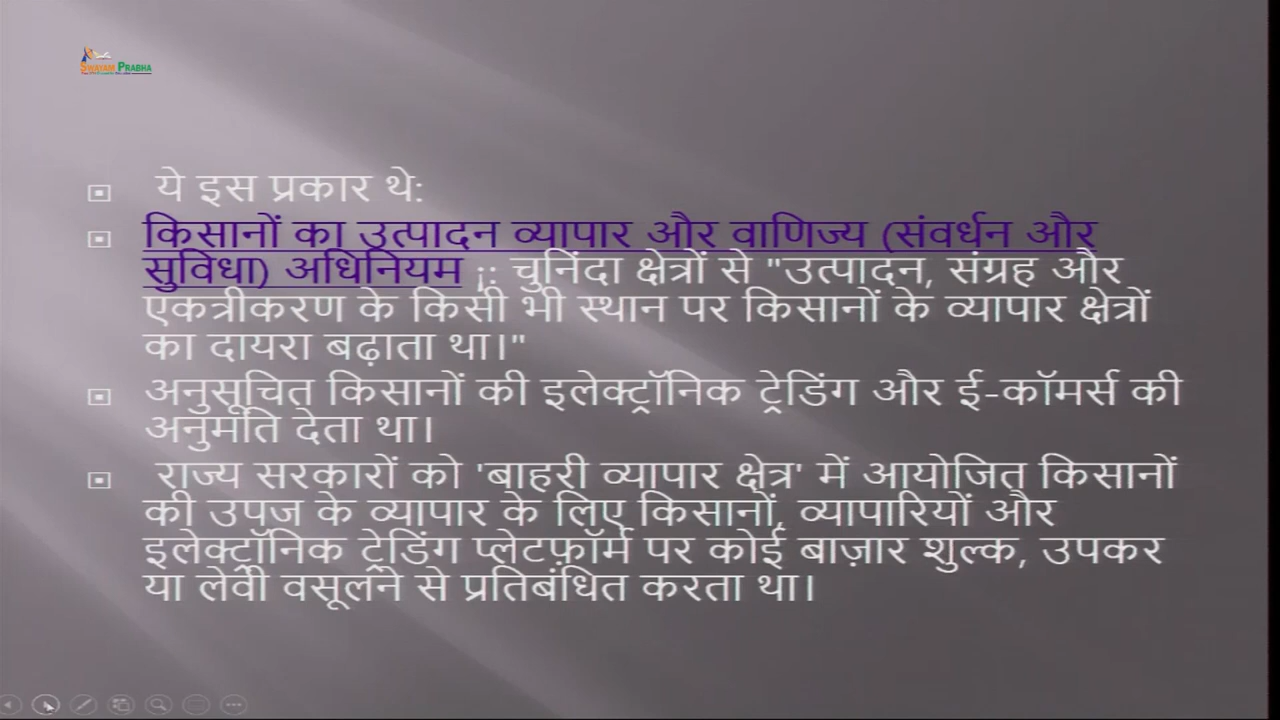 SWAYAM PRABHA
ये इस प्रकार थे:
किसानों का उत्पादन व्यापार और वाणिज्य (संवर्धन और
सुविधा) अधिनियम ¡: चुनिंदा क्षेत्रों से "उत्पादन, संग्रह और
एकत्रीकरण के किसी भी स्थान पर किसानों के व्यापार क्षेत्रों
का दायरा बढ़ाता था।"
अनुसूचित किसानों की इलेक्ट्रॉनिक ट्रेडिंग और ई-कॉमर्स की
अनुमति देता था।
राज्य सरकारों को 'बाहरी व्यापार क्षेत्र' में आयोजित किसानों
की उपज के व्यापार के लिए किसानों, व्यापारियों और
इलेक्ट्रॉनिक ट्रेडिंग प्लेटफ़ॉर्म पर कोई बाज़ार शुल्क, उपकर
या लेवी वसूलने से प्रतिबंधित करता था।